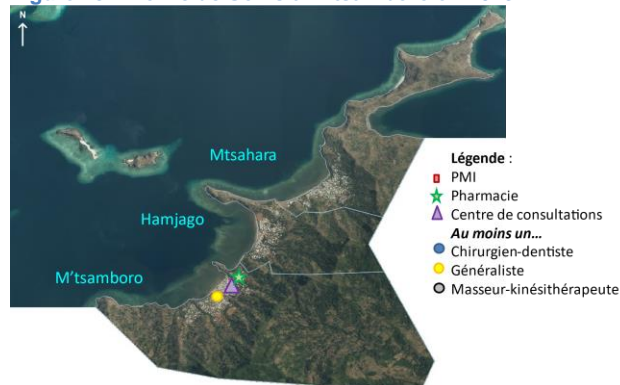 N
Mtsahara
Hamjago
M'tsamboro
Légende :
PMI
Pharmacie
Centre de consultations
Au moins un...
Chirurgien-dentiste
Généraliste
Masseur-kinésithérapeute